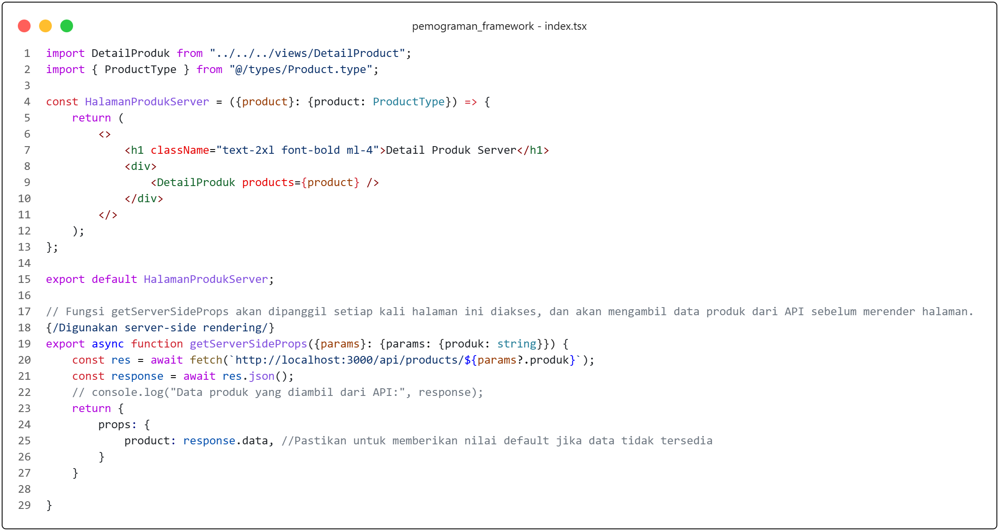 pemograman_framework - index.tsx
1 import DetailProduk from "../../../views/DetailProduct";
2 import { ProductType } from "@/types/Product.type";
3
4 const HalamanProdukServer = ({product}: {product: ProductType}) => {
5     return (
6         <>
7             <h1 className="text-2xl font-bold ml-4">Detail Produk Server</h1>
8             <div>
9                 <DetailProduk products={product} />
10             </div>
11         </>
12     );
13 };
14
15 export default HalamanProdukServer;
16
17 // Fungsi getServerSideProps akan dipanggil setiap kali halaman ini diakses, dan akan mengambil data produk dari API sebelum merender halaman.
18 {/Digunakan server-side rendering/}
19 export async function getServerSideProps({params}: {params: {produk: string}}) {
20     const res = await fetch(`http://localhost:3000/api/products/${params?.produk}`);
21     const response = await res.json();
22     // console.log("Data produk yang diambil dari API:", response);
23     return {
24         props: {
25             product: response.data, //Pastikan untuk memberikan nilai default jika data tidak tersedia
26         }
27     }
28
29 }